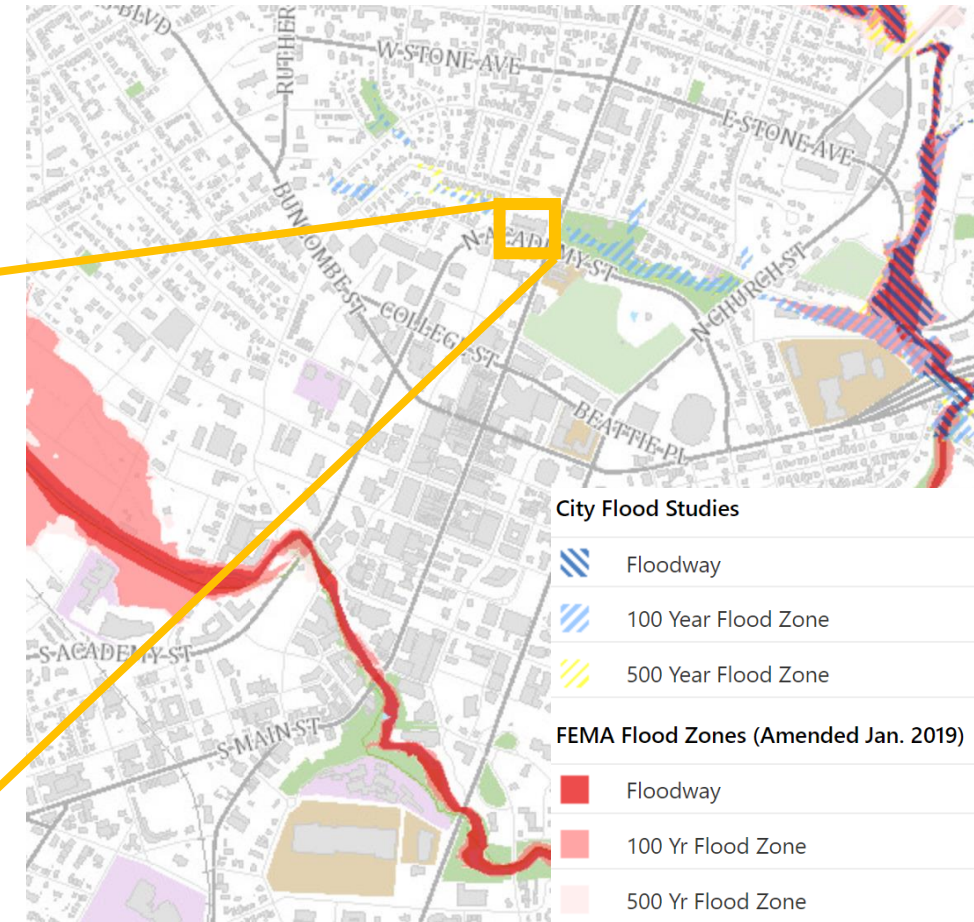 -BLVD
RUTHER
W-STONE-AVE
E-STONE-AVE
BUNCOMBE-ST
N-ACADEMY-ST
N-CHURCH-ST
COLLEGE-ST
BEATTIE-PL
S-ACADEMY-ST
S-MAIN-ST
City Flood Studies
Floodway
100 Year Flood Zone
500 Year Flood Zone
FEMA Flood Zones (Amended Jan. 2019)
Floodway
100 Yr Flood Zone
500 Yr Flood Zone